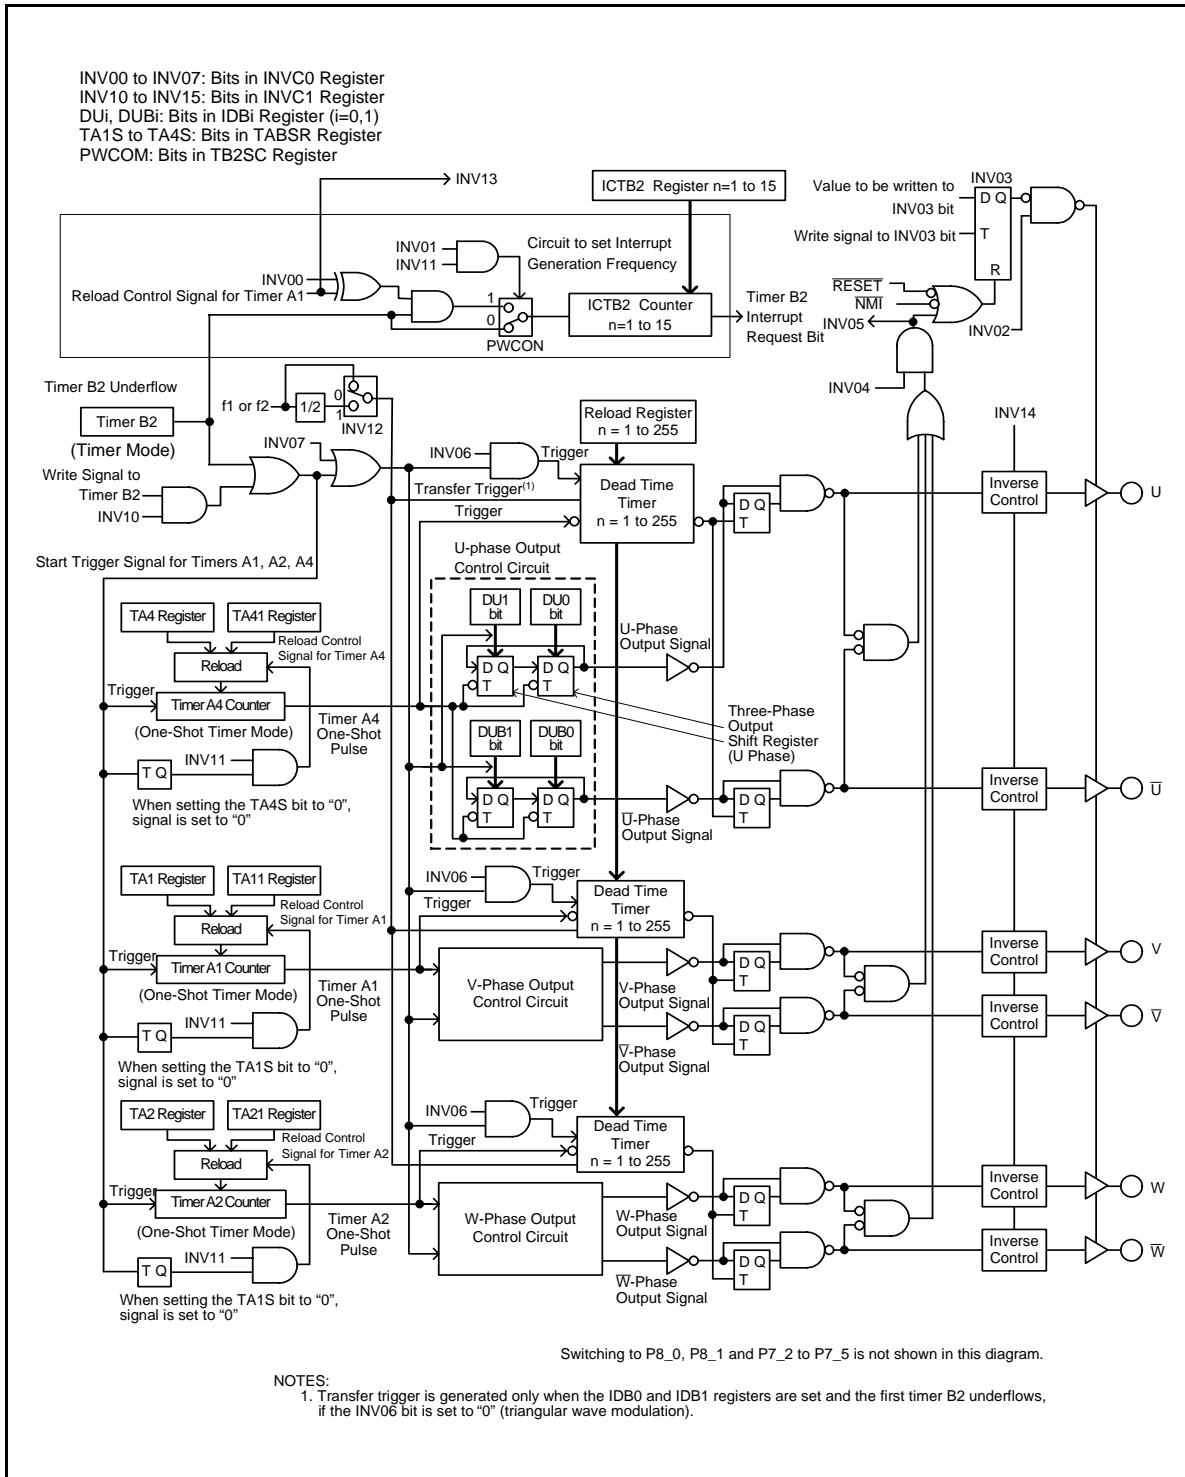 INV00 to INV07: Bits in INVC0 Register
INV10 to INV15: Bits in INVC1 Register
DUi, DUBi: Bits in IDBi Register (i=0,1)
TA1S to TA4S: Bits in TABSR Register
PWCOM: Bits in TB2SC Register
INV13
ICTB2 Register n=1 to 15
Value to be written to
INV03 bit
INV03
D Q
Write signal to INV03 bit
T
R
INV01
INV11
Circuit to set Interrupt
Generation Frequency
INV00
Reload Control Signal for Timer A1
1
0
PWCON
ICTB2 Counter
n=1 to 15
Timer B2
Interrupt
Request Bit
R̅E̅S̅E̅T̅
N̅M̅I̅
INV05
INV02
INV04
Timer B2 Underflow
Timer B2
(Timer Mode)
f1 or f2
1/2
0
1
INV12
INV07
Write Signal to
Timer B2
INV10
INV06
Trigger
Transfer Trigger(1)
Trigger
Reload Register
n = 1 to 255
Dead Time
Timer
n = 1 to 255
D Q
T
INV14
Inverse
Control
U
Start Trigger Signal for Timers A1, A2, A4
U-phase Output
Control Circuit
TA4 Register
TA41 Register
Reload Control
Signal for Timer A4
Reload
Trigger
Timer A4 Counter
(One-Shot Timer Mode)
Timer A4
One-Shot
Pulse
INV11
T Q
When setting the TA4S bit to “0”,
signal is set to “0”
DU1
bit
DU0
bit
D Q
T
D Q
T
U-Phase
Output Signal
DUB1
bit
DUB0
bit
D Q
T
D Q
T
U̅-Phase
Output Signal
Three-Phase
Output
Shift Register
(U Phase)
D Q
T
Inverse
Control
U̅
TA1 Register
TA11 Register
Reload Control
Signal for Timer A1
Reload
Trigger
Timer A1 Counter
(One-Shot Timer Mode)
Timer A1
One-Shot
Pulse
INV11
T Q
When setting the TA1S bit to “0”,
signal is set to “0”
INV06
Trigger
Trigger
Dead Time
Timer
n = 1 to 255
V-Phase Output
Control Circuit
V-Phase
Output Signal
V̅-Phase
Output Signal
D Q
T
D Q
T
Inverse
Control
V
Inverse
Control
V̅
TA2 Register
TA21 Register
Reload Control
Signal for Timer A2
Reload
Trigger
Timer A2 Counter
(One-Shot Timer Mode)
Timer A2
One-Shot
Pulse
INV11
T Q
When setting the TA1S bit to “0”,
signal is set to “0”
INV06
Trigger
Trigger
Dead Time
Timer
n = 1 to 255
W-Phase Output
Control Circuit
W-Phase
Output Signal
W̅-Phase
Output Signal
D Q
T
D Q
T
Inverse
Control
W
Inverse
Control
W̅
Switching to P8_0, P8_1 and P7_2 to P7_5 is not shown in this diagram.
NOTES:
1. Transfer trigger is generated only when the IDB0 and IDB1 registers are set and the first timer B2 underflows,
if the INV06 bit is set to “0” (triangular wave modulation).